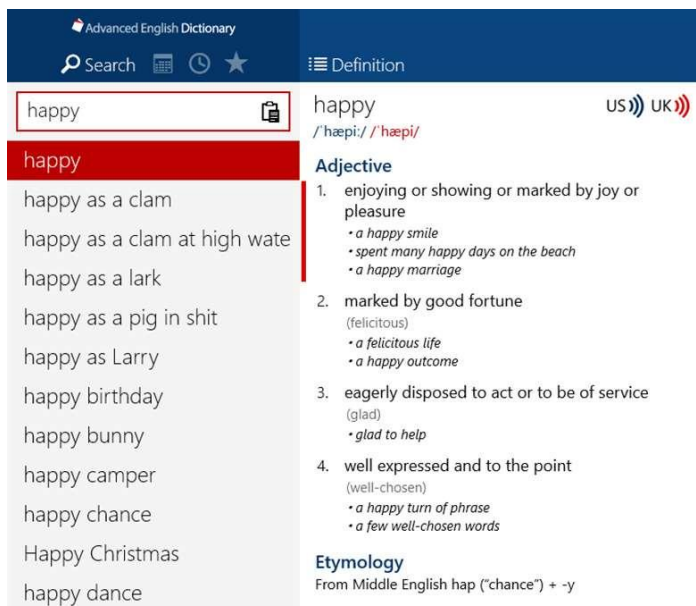 Advanced English Dictionary
Search
Definition
happy
happy
happy as a clam
happy as a clam at high wate
happy as a lark
happy as a pig in shit
happy as Larry
happy birthday
happy bunny
happy camper
happy chance
Happy Christmas
happy dance
happy
US UK
/ˈhæpi:/ /ˈhæpi/
Adjective
1. enjoying or showing or marked by joy or
pleasure
• a happy smile
• spent many happy days on the beach
• a happy marriage
2. marked by good fortune
(felicitous)
• a felicitous life
• a happy outcome
3. eagerly disposed to act or to be of service
(glad)
• glad to help
4. well expressed and to the point
(well-chosen)
• a happy turn of phrase
• a few well-chosen words
Etymology
From Middle English hap ("chance") + -y